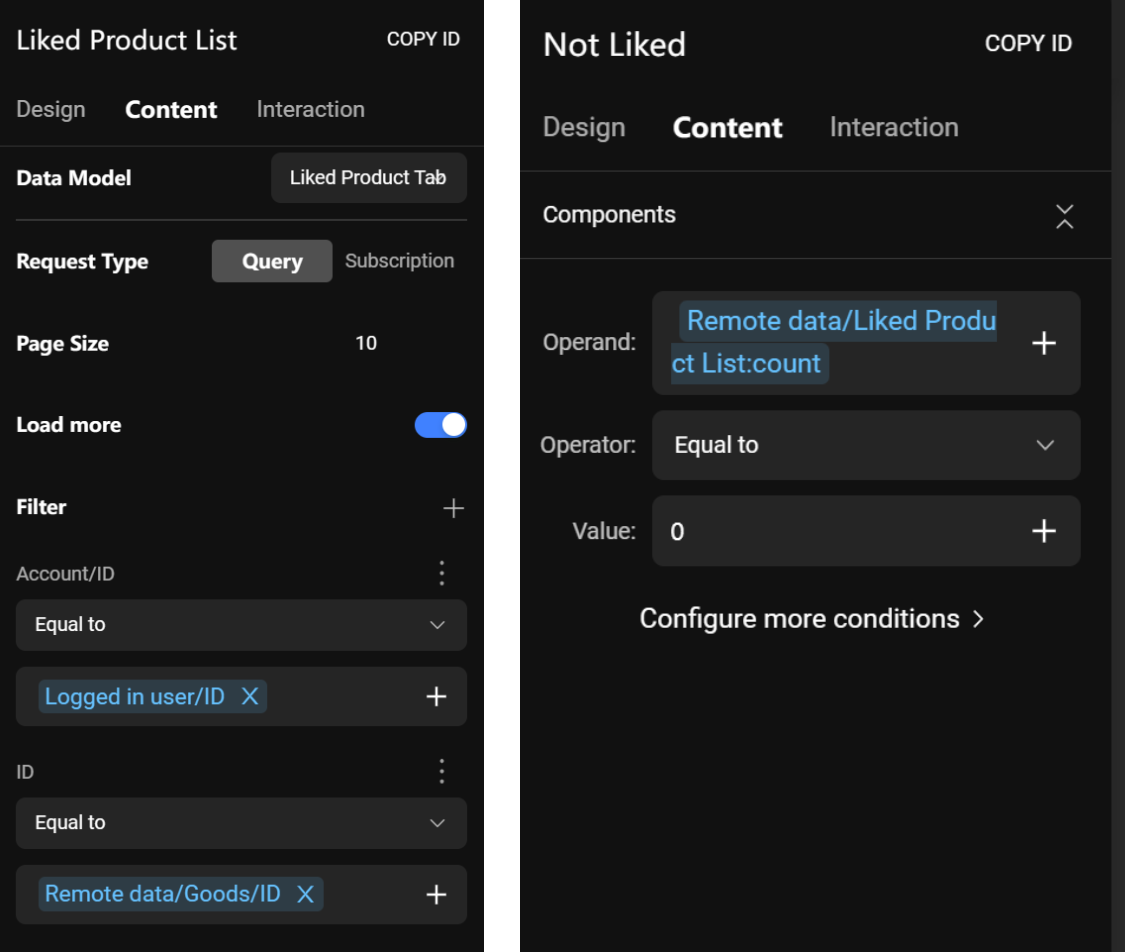 Liked Product List COPY ID
Design Content Interaction
Data Model Liked Product Tab
Request Type Query Subscription
Page Size 10
Load more
Filter
Account/ID
Equal to
Logged in user/ID X
ID
Equal to
Remote data/Goods/ID X
Not Liked COPY ID
Design Content Interaction
Components
Operand: Remote data/Liked Produ
ct List:count
Operator: Equal to
Value: 0
Configure more conditions >